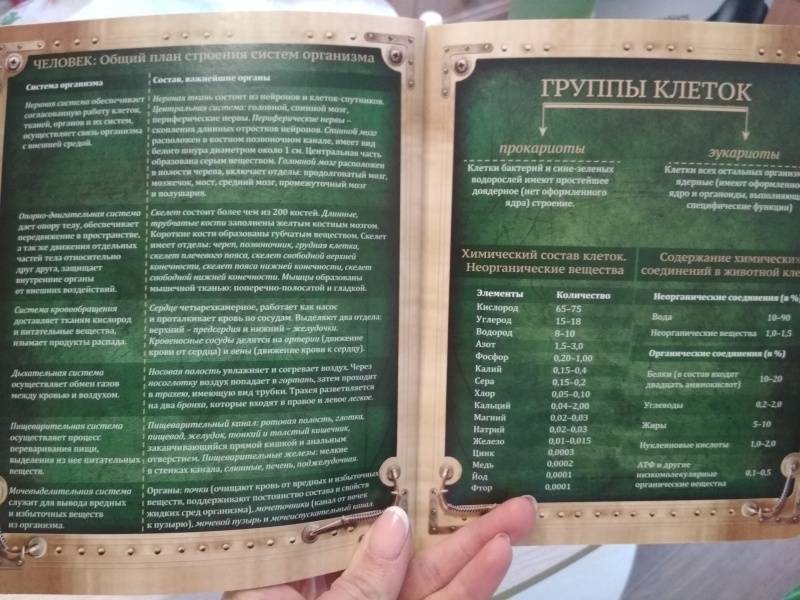 ЧЕЛОВЕК: Общий план строения систем организма
Система организма
Состав, важнейшие органы
Нервная система обеспечивает
согласованную работу клеток,
тканей, органов и их систем,
осуществляет связь организма
с внешней средой.
Нервная ткань состоит из нейронов и клеток-спутников.
Центральная система: головной, спинной мозг,
периферические нервы. Периферические нервы –
скопления длинных отростков нейронов. Спинной мозг
расположен в костном позвоночном канале, имеет вид
белого шнура диаметром около 1 см. Центральная часть
образована серым веществом. Головной мозг расположен
в полости черепа, включает отделы: продолговатый мозг,
мозжечок, мост, средний мозг, промежуточный мозг
и полушария.
Опорно-двигательная система
дает опору телу, обеспечивает
передвижение в пространстве,
а так же движения отдельных
частей тела относительно
друг друга, защищает
внутренние органы
от внешних воздействий.
Скелет состоит более чем из 200 костей. Длинные,
трубчатые кости заполнены желтым костным мозгом.
Короткие кости образованы губчатым веществом. Скелет
имеет отделы: череп, позвоночник, грудная клетка,
скелет плечевого пояса, скелет свободной верхней
конечности, скелет пояса нижней конечности, скелет
свободной нижней конечности. Мышцы образованы
мышечной тканью: поперечно-полосатой и гладкой.
Система кровообращения
доставляет тканям кислород
и питательные вещества,
изымает продукты распада.
Сердце четырехкамерное, работает как насос
и проталкивает кровь по сосудам. Выделяют два отдела:
верхний – предсердия и нижний – желудочки.
Кровеносные сосуды делятся на артерии (движение
крови от сердца) и вены (движение крови к сердцу).
Дыхательная система
осуществляет обмен газов
между кровью и воздухом.
Носовая полость увлажняет и согревает воздух. Через
носоглотку воздух попадает в гортань, затем проходит
в трахею, имеющую вид трубки. Трахея разветвляется
на два бронха, которые входят в правое и левое легкое.
Пищеварительная система
осуществляет процесс
переваривания пищи,
выделения из нее питательных
веществ.
Пищеварительный канал: ротовая полость, глотка,
пищевод, желудок, тонкий и толстый кишечник,
заканчивающийся прямой кишкой и анальным
отверстием. Пищеварительные железы: мелкие
в стенках канала, слюнные, печень, поджелудочная.
Мочевыделительная система
служит для вывода вредных
и избыточных веществ
из организма.
Органы: почки (очищают кровь от вредных и избыточных
веществ, поддерживают постоянство состава и свойств
жидких сред организма), мочеточники (канал от почек
к пузырю), мочевой пузырь и мочеиспускательный канал.
ГРУППЫ КЛЕТОК
прокариоты
Клетки бактерий и сине-зеленых
водорослей имеют простейшее
доядерное (нет оформленного
ядра) строение.
эукариоты
Клетки всех остальных организ
ядерные (имеют оформленно
ядро и органоиды, выполняющ
специфические функции)
Химический состав клеток.
Неорганические вещества
Элементы Количество
Кислород 65–75
Углерод 15–18
Водород 8–10
Азот 1,5–3,0
Фосфор 0,20–1,00
Калий 0,15–0,4
Сера 0,15–0,2
Хлор 0,05–0,10
Кальций 0,04–2,00
Магний 0,02–0,03
Натрий 0,02–0,03
Железо 0,01–0,015
Цинк 0,0003
Медь 0,0002
Йод 0,0001
Фтор 0,0001
Содержание химических
соединений в животной кле
Неорганические соединения (в %)
Вода 10–90
Неорганические вещества 1,0–1,5
Органические соединения (в %)
Белки (в состав входят
двадцать аминокислот) 10–20
Углеводы 0,2–2,0
Жиры 5–10
Нуклеиновые кислоты 1,0–2,0
АТФ и другие
низкомолекулярные 0,1–0,5
органические вещества